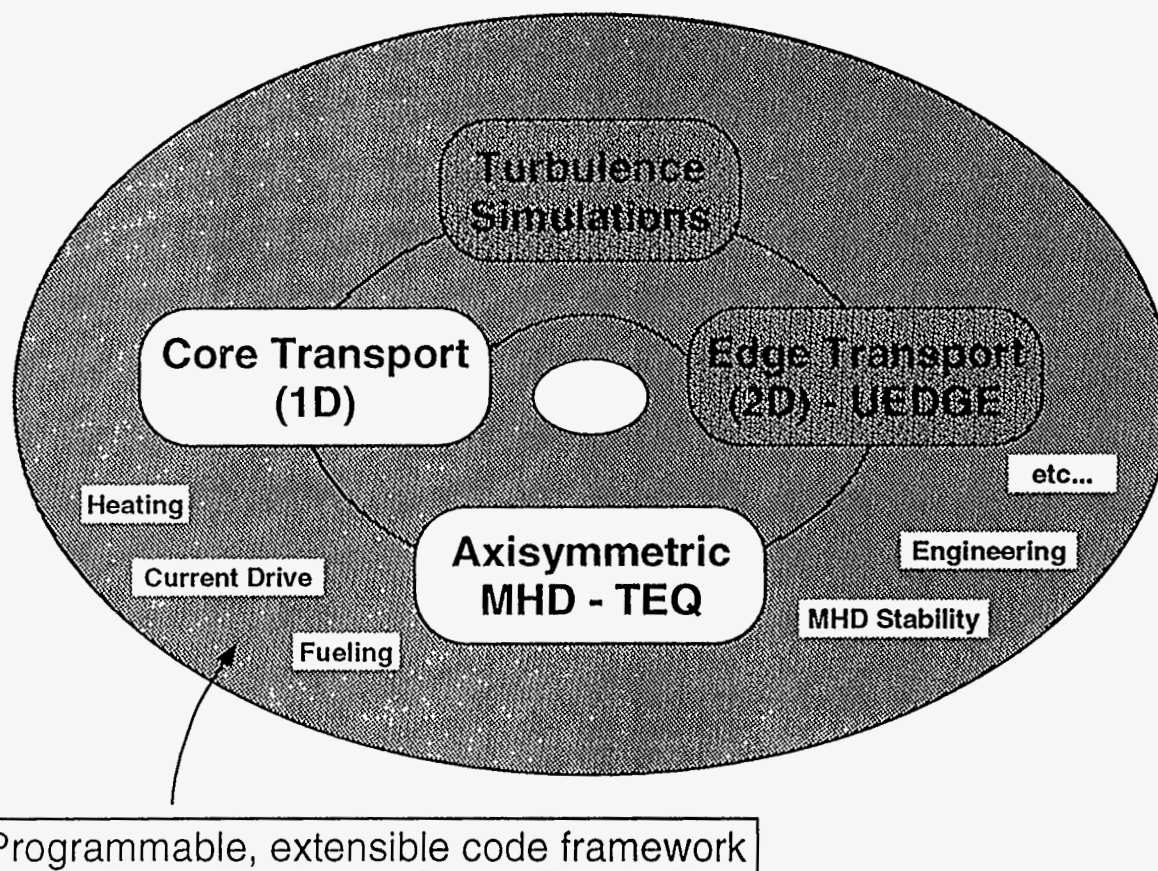 Turbulence
Simulations
Core Transport
(1D)
Edge Transport
(2D) - UEDGE
etc...
Heating
Engineering
Axisymmetric
MHD - TEQ
Current Drive
MHD Stability
Fueling
Programmable, extensible code framework